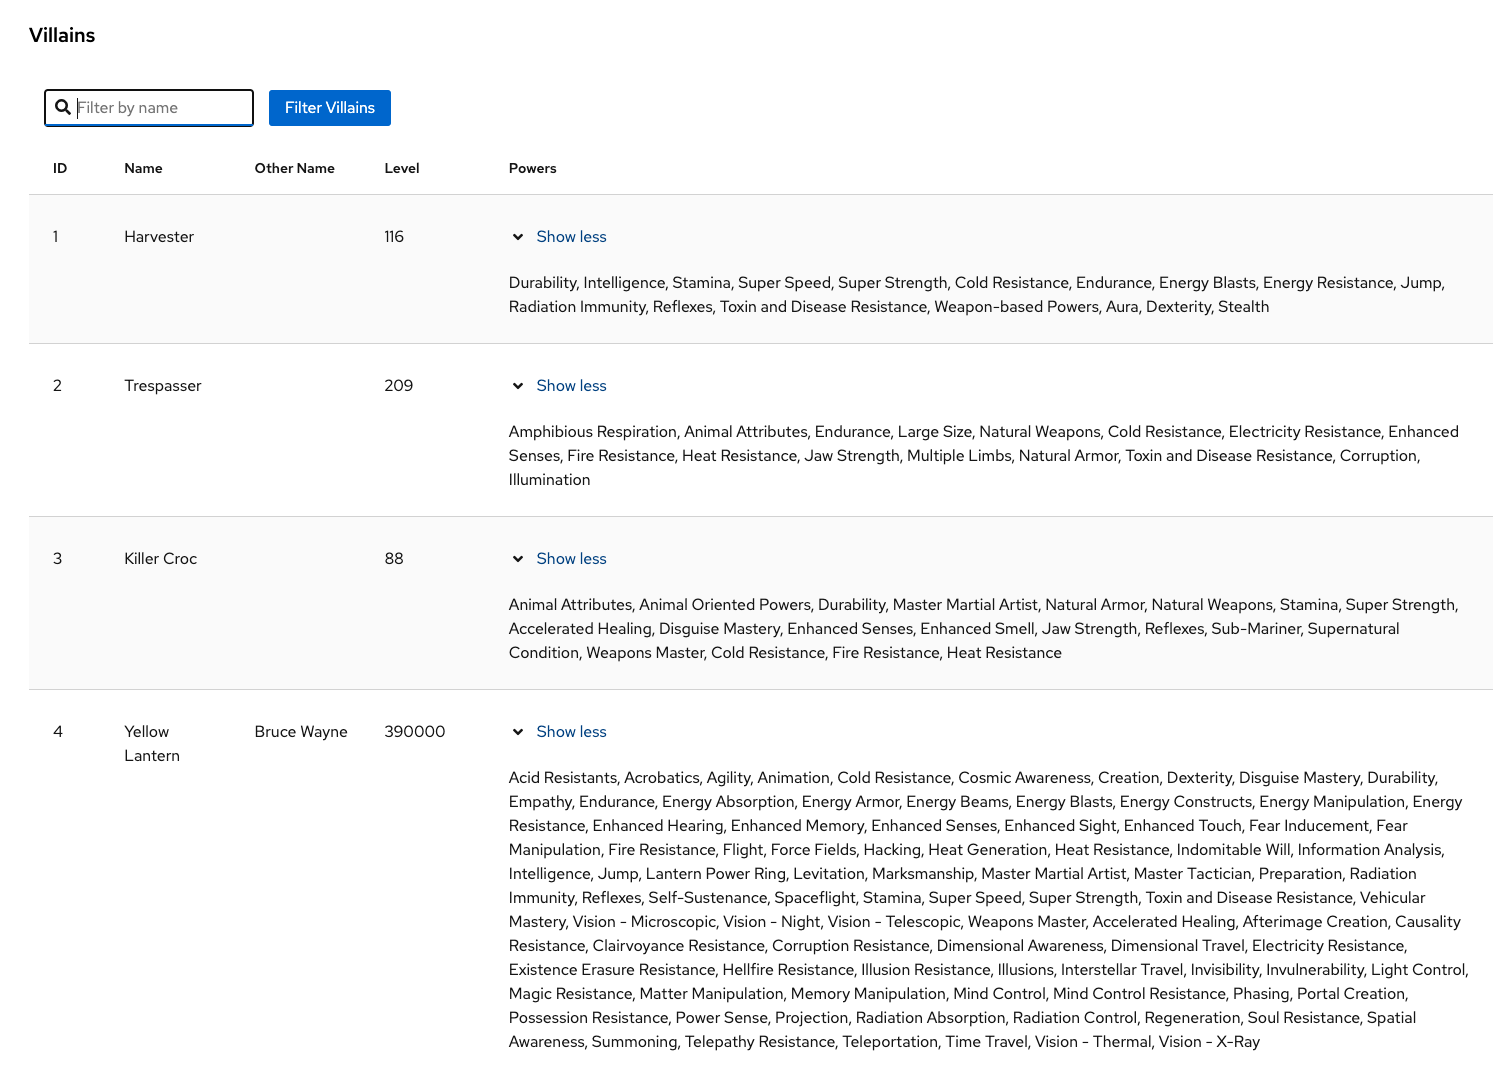 Villains
Filter by name
Filter Villains
ID Name Other Name Level Powers
1 Harvester 116 Show less
Durability, Intelligence, Stamina, Super Speed, Super Strength, Cold Resistance, Endurance, Energy Blasts, Energy Resistance, Jump,
Radiation Immunity, Reflexes, Toxin and Disease Resistance, Weapon-based Powers, Aura, Dexterity, Stealth
2 Trespasser 209 Show less
Amphibious Respiration, Animal Attributes, Endurance, Large Size, Natural Weapons, Cold Resistance, Electricity Resistance, Enhanced
Senses, Fire Resistance, Heat Resistance, Jaw Strength, Multiple Limbs, Natural Armor, Toxin and Disease Resistance, Corruption,
Illumination
3 Killer Croc 88 Show less
Animal Attributes, Animal Oriented Powers, Durability, Master Martial Artist, Natural Armor, Natural Weapons, Stamina, Super Strength,
Accelerated Healing, Disguise Mastery, Enhanced Senses, Enhanced Smell, Jaw Strength, Reflexes, Sub-Mariner, Supernatural
Condition, Weapons Master, Cold Resistance, Fire Resistance, Heat Resistance
4 Yellow Bruce Wayne 390000 Show less
Lantern
Acid Resistants, Acrobatics, Agility, Animation, Cold Resistance, Cosmic Awareness, Creation, Dexterity, Disguise Mastery, Durability,
Empathy, Endurance, Energy Absorption, Energy Armor, Energy Beams, Energy Blasts, Energy Constructs, Energy Manipulation, Energy
Resistance, Enhanced Hearing, Enhanced Memory, Enhanced Senses, Enhanced Sight, Enhanced Touch, Fear Inducement, Fear
Manipulation, Fire Resistance, Flight, Force Fields, Hacking, Heat Generation, Heat Resistance, Indomitable Will, Information Analysis,
Intelligence, Jump, Lantern Power Ring, Levitation, Marksmanship, Master Martial Artist, Master Tactician, Preparation, Radiation
Immunity, Reflexes, Self-Sustenance, Spaceflight, Stamina, Super Speed, Super Strength, Toxin and Disease Resistance, Vehicular
Mastery, Vision - Microscopic, Vision - Night, Vision - Telescopic, Weapons Master, Accelerated Healing, Afterimage Creation, Causality
Resistance, Clairvoyance Resistance, Corruption Resistance, Dimensional Awareness, Dimensional Travel, Electricity Resistance,
Existence Erasure Resistance, Hellfire Resistance, Illusion Resistance, Illusions, Interstellar Travel, Invisibility, Invulnerability, Light Control,
Magic Resistance, Matter Manipulation, Memory Manipulation, Mind Control, Mind Control Resistance, Phasing, Portal Creation,
Possession Resistance, Power Sense, Projection, Radiation Absorption, Radiation Control, Regeneration, Soul Resistance, Spatial
Awareness, Summoning, Telepathy Resistance, Teleportation, Time Travel, Vision - Thermal, Vision - X-Ray